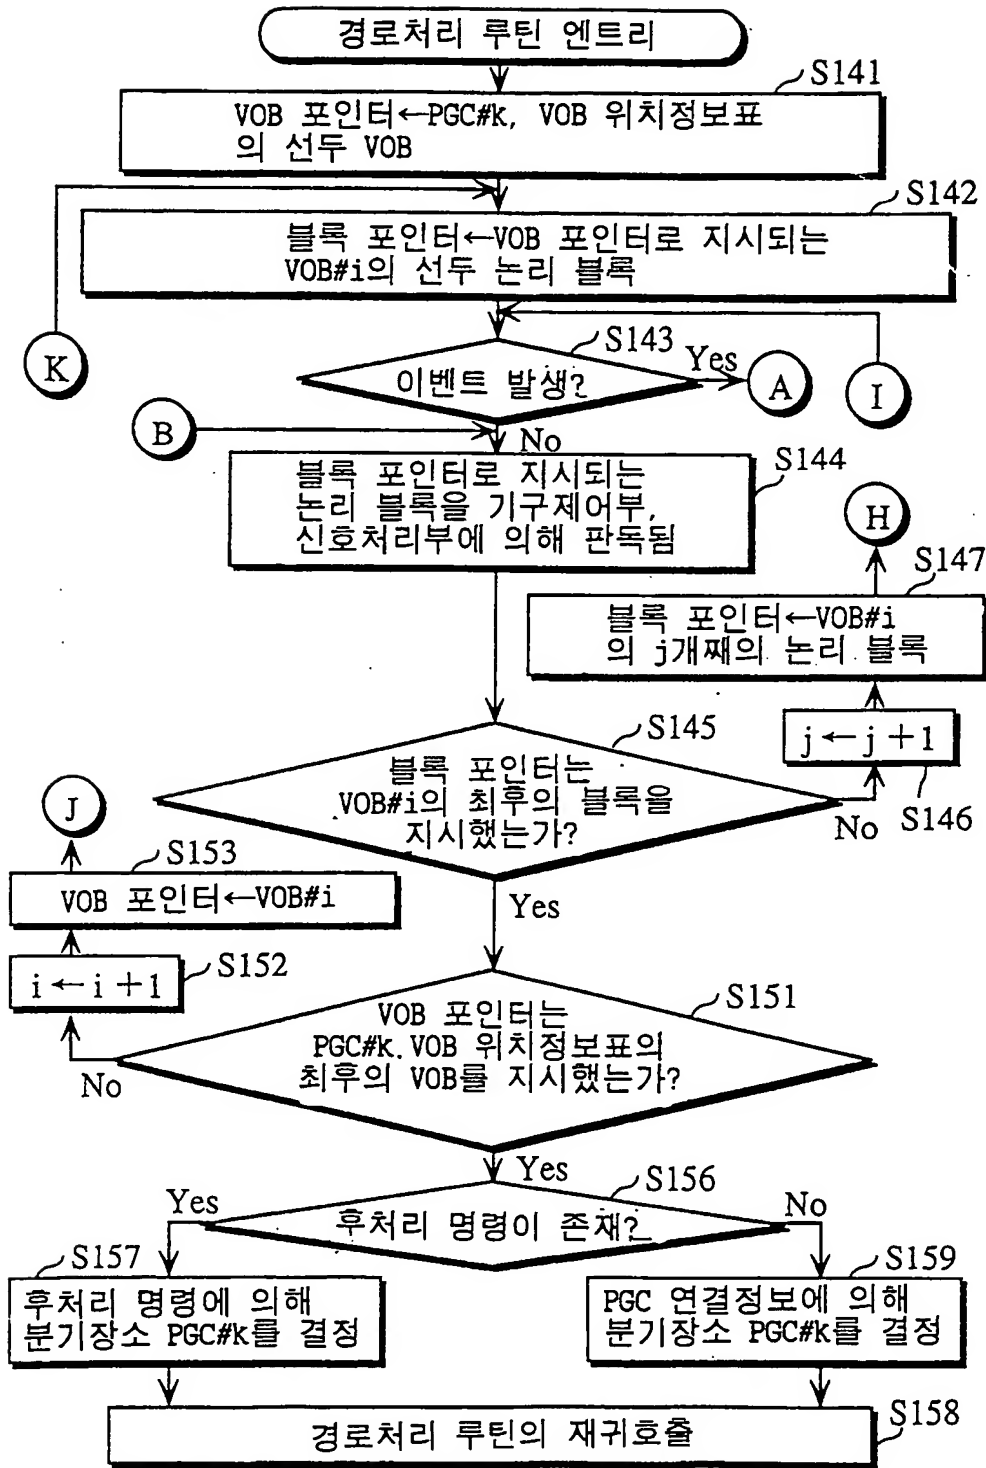 경로처리 루틴 엔트리
S141
VOB 포인터←PGC#k, VOB 위치정보표
의 선두 VOB
S142
블록 포인터←VOB 포인터로 지시되는
VOB#i의 선두 논리 블록
K
S143
이벤트 발생?
Yes
A
I
B
No
S144
블록 포인터로 지시되는
논리 블록을 기구제어부,
신호처리부에 의해 판독됨
H
S147
블록 포인터←VOB#i
의 j개째의 논리 블록
S145
j←j+1
블록 포인터는
VOB#i의 최후의 블록을
지시했는가?
No
S146
J
S153
VOB 포인터←VOB#i
Yes
i←i+1
S152
S151
VOB 포인터는
PGC#k.VOB 위치정보표의
최후의 VOB를 지시했는가?
No
Yes
S156
후처리 명령이 존재?
Yes
No
S157
후처리 명령에 의해
분기장소 PGC#k를 결정
S159
PGC 연결정보에 의해
분기장소 PGC#k를 결정
S158
경로처리 루틴의 재귀호출